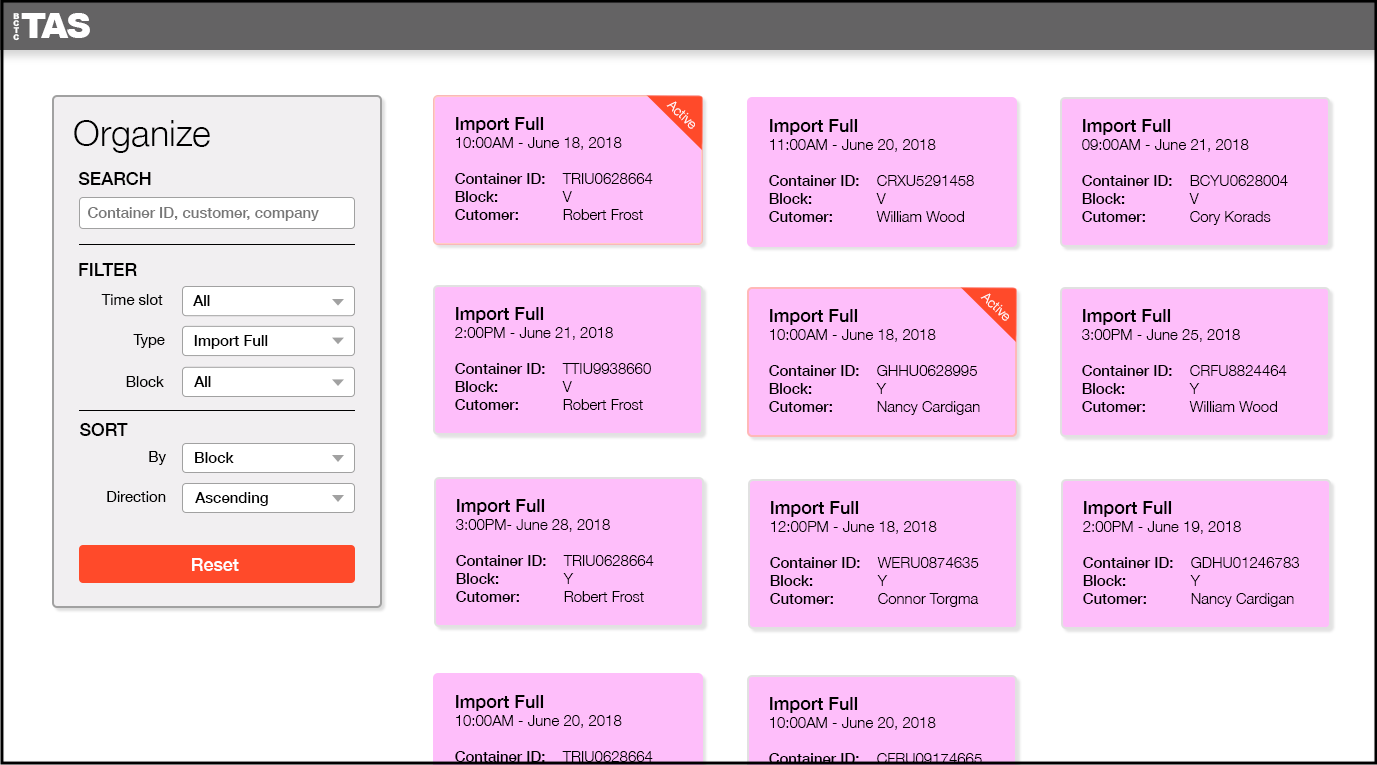 BCTC TAS
Organize
SEARCH
Container ID, customer, company
FILTER
Time slot All
Type Import Full
Block All
SORT
By Block
Direction Ascending
Reset
Import Full
Active
10:00AM - June 18, 2018
Container ID: TRIU0628664
Block: V
Cutomer: Robert Frost
Import Full
11:00AM - June 20, 2018
Container ID: CRXU5291458
Block: V
Cutomer: William Wood
Import Full
09:00AM - June 21, 2018
Container ID: BCYU0628004
Block: V
Cutomer: Cory Korads
Import Full
2:00PM - June 21, 2018
Container ID: TTIU9938660
Block: V
Cutomer: Robert Frost
Import Full
Active
10:00AM - June 18, 2018
Container ID: GHHU0628995
Block: Y
Cutomer: Nancy Cardigan
Import Full
3:00PM - June 25, 2018
Container ID: CRFU8824464
Block: Y
Cutomer: William Wood
Import Full
3:00PM- June 28, 2018
Container ID: TRIU0628664
Block: Y
Cutomer: Robert Frost
Import Full
12:00PM - June 18, 2018
Container ID: WERU0874635
Block: Y
Cutomer: Connor Torgma
Import Full
2:00PM - June 19, 2018
Container ID: GDHU01246783
Block: Y
Cutomer: Nancy Cardigan
Import Full
10:00AM - June 20, 2018
Container ID: TRIU0628664
Import Full
10:00AM - June 20, 2018
Container ID: CFRU09174665